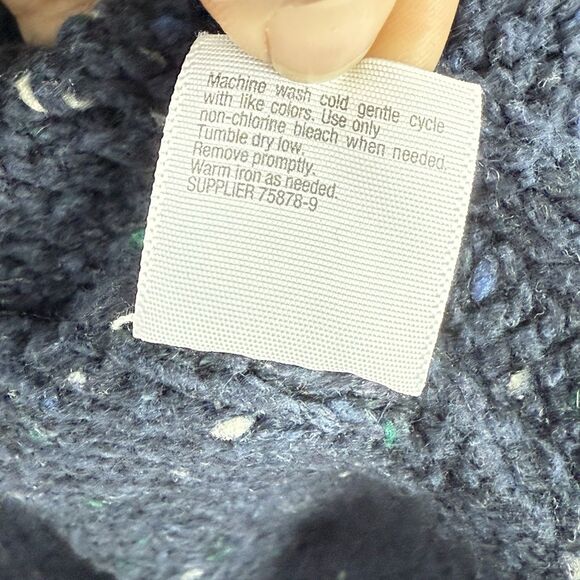 Machine wash cold gentle cycle
with like colors. Use only
non-chlorine bleach when needed.
Tumble dry low.
Remove promptly.
Warm iron as needed.
SUPPLIER 75878-9